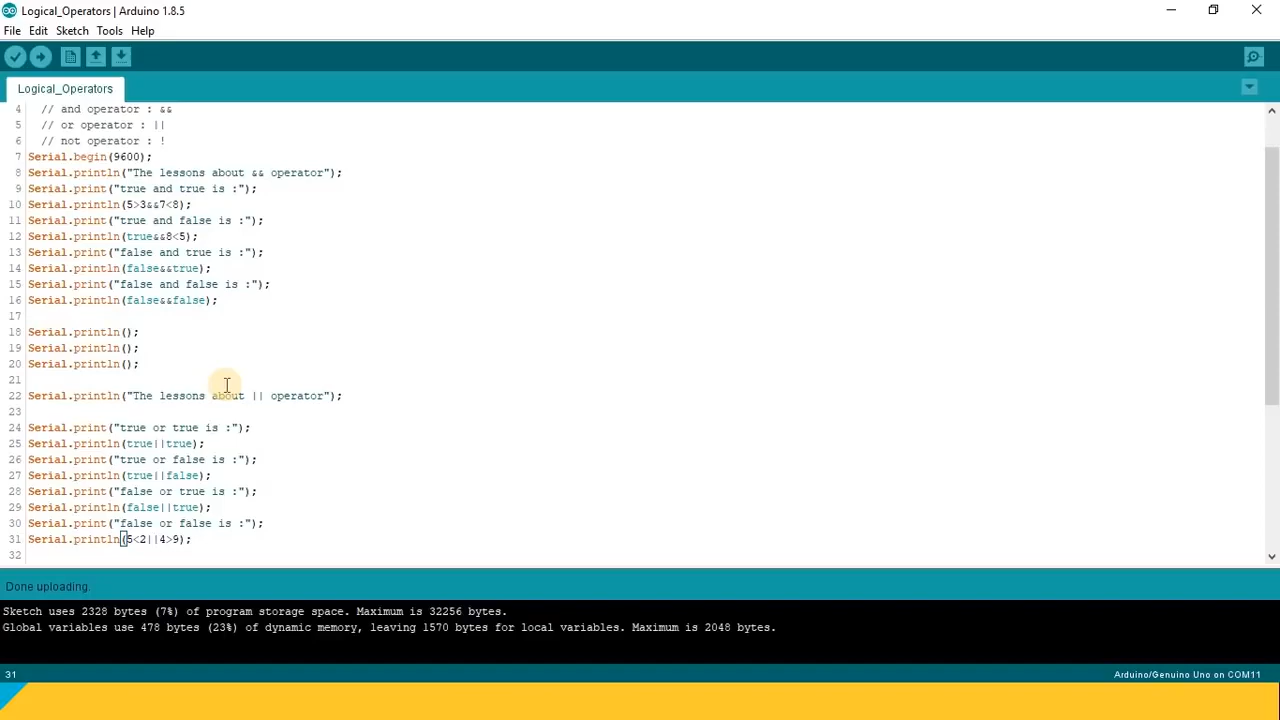 Logical_Operators | Arduino 1.8.5
File Edit Sketch Tools Help
Logical_Operators
4 // and operator : &&
5 // or operator : ||
6 // not operator : !
7 Serial.begin(9600);
8 Serial.println("The lessons about && operator");
9 Serial.print("true and true is :");
10 Serial.println(5>3&&7<8);
11 Serial.print("true and false is :");
12 Serial.println(true&&8<5);
13 Serial.print("false and true is :");
14 Serial.println(false&&true);
15 Serial.print("false and false is :");
16 Serial.println(false&&false);
17
18 Serial.println();
19 Serial.println();
20 Serial.println();
21
22 Serial.println("The lessons about || operator");
23
24 Serial.print("true or true is :");
25 Serial.println(true||true);
26 Serial.print("true or false is :");
27 Serial.println(true||false);
28 Serial.print("false or true is :");
29 Serial.println(false||true);
30 Serial.print("false or false is :");
31 Serial.println(5<2||4>9);
32
Done uploading.
Sketch uses 2328 bytes (7%) of program storage space. Maximum is 32256 bytes.
Global variables use 478 bytes (23%) of dynamic memory, leaving 1570 bytes for local variables. Maximum is 2048 bytes.
31 Arduino/Genuino Uno on COM11